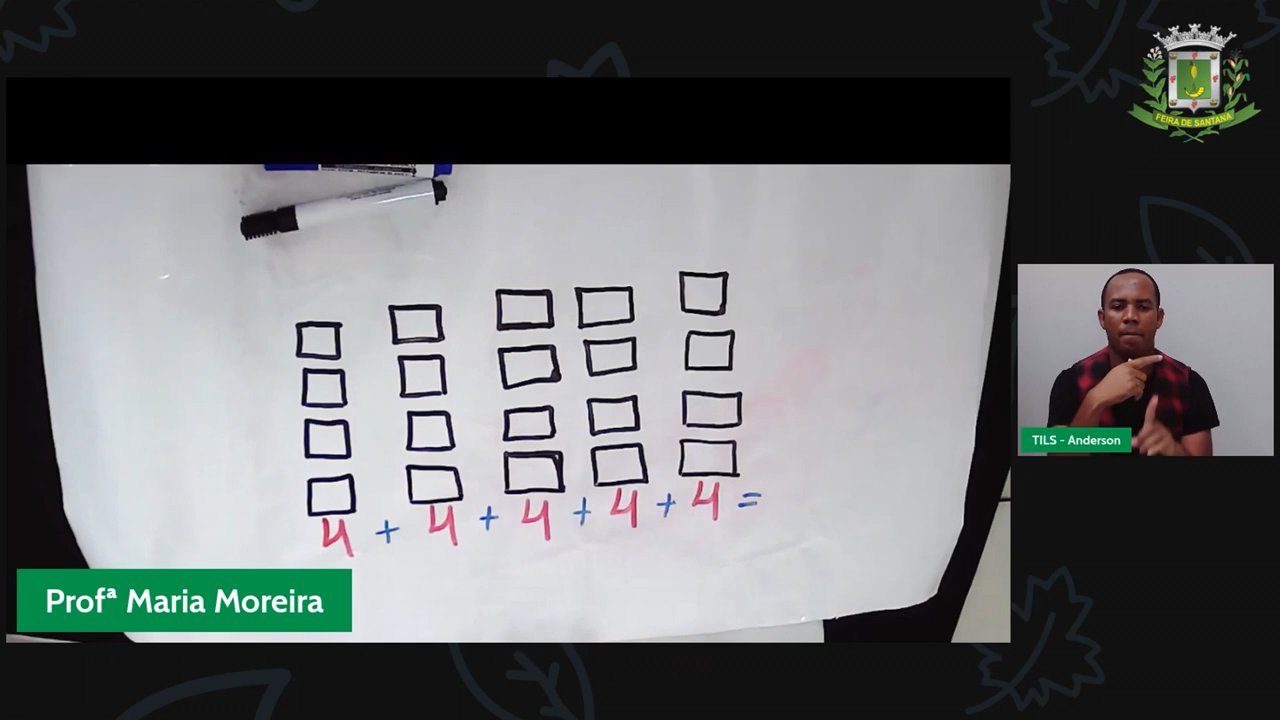 FEIRA DE SANTANA
4 + 4 + 4 + 4 + 4 =
TILS - Anderson
Profª Maria Moreira